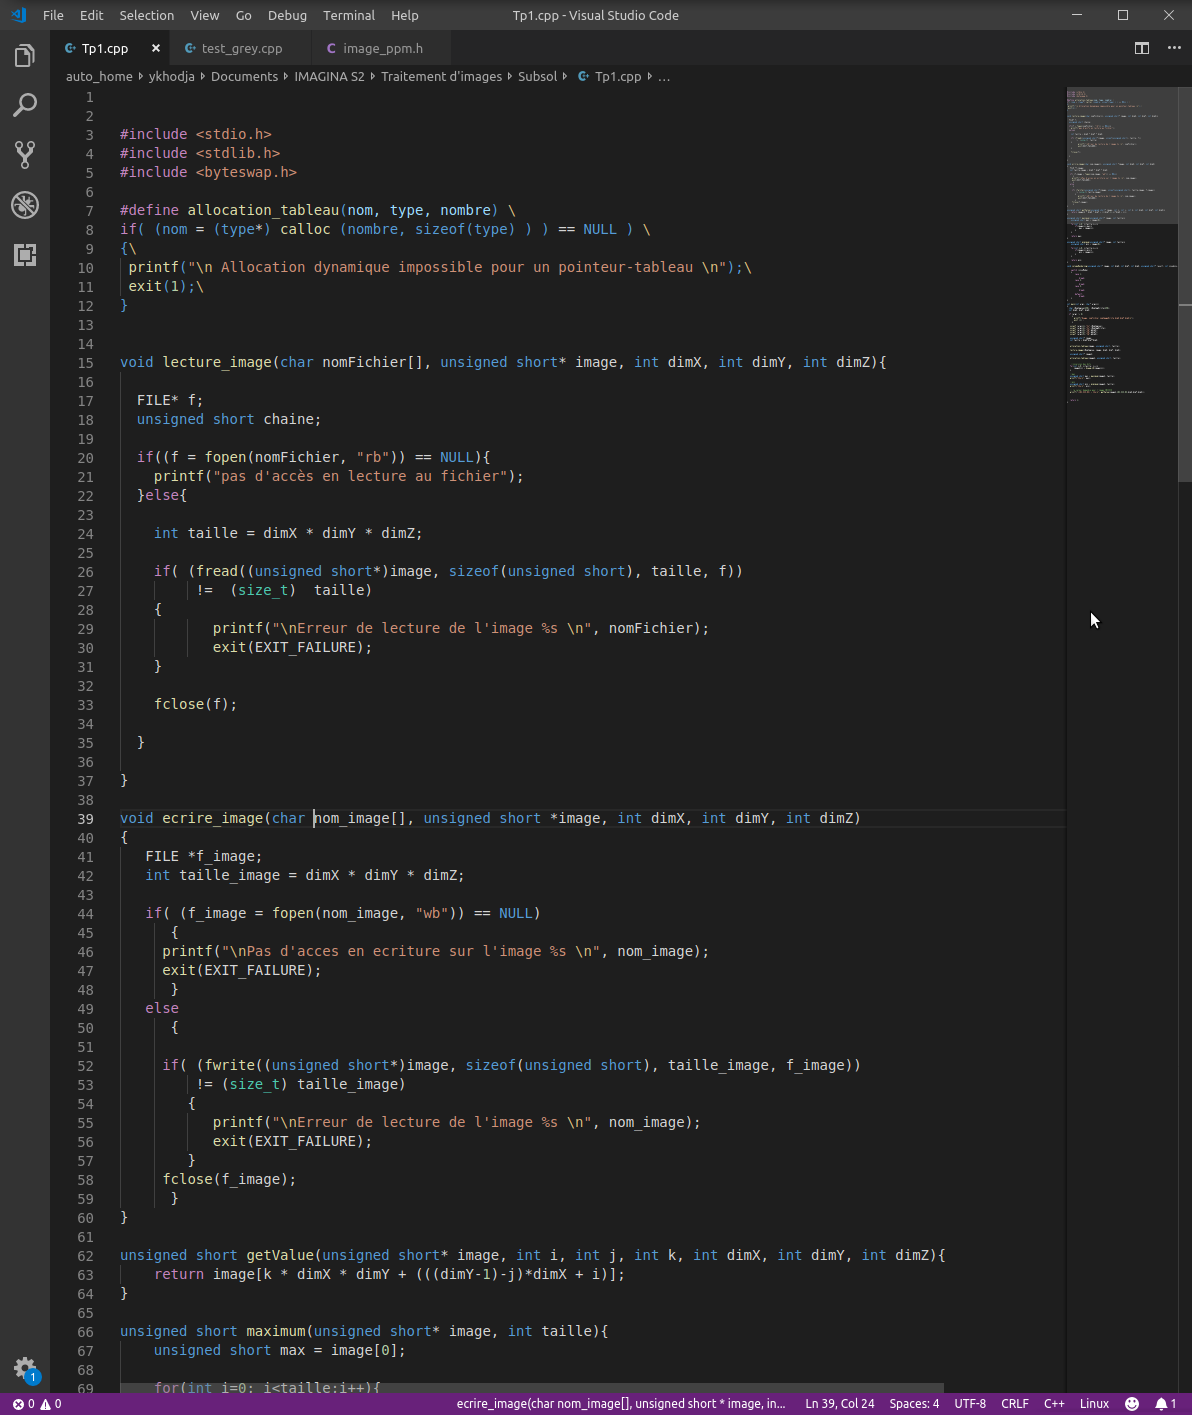 File Edit Selection View Go Debug Terminal Help Tp1.cpp - Visual Studio Code
Tp1.cpp × test_grey.cpp image_ppm.h
auto_home › ykhodja › Documents › IMAGINA S2 › Traitement d'images › Subsol › Tp1.cpp › ...
1
2
3 #include <stdio.h>
4 #include <stdlib.h>
5 #include <byteswap.h>
6
7 #define allocation_tableau(nom, type, nombre) \
8 if( (nom = (type*) calloc (nombre, sizeof(type) ) ) == NULL ) \
9 {\
10 printf("\n Allocation dynamique impossible pour un pointeur-tableau \n");\
11 exit(1);\
12 }
13
14
15 void lecture_image(char nomFichier[], unsigned short* image, int dimX, int dimY, int dimZ){
16
17 FILE* f;
18 unsigned short chaine;
19
20 if((f = fopen(nomFichier, "rb")) == NULL){
21 printf("pas d'accès en lecture au fichier");
22 }else{
23
24 int taille = dimX * dimY * dimZ;
25
26 if( (fread((unsigned short*)image, sizeof(unsigned short), taille, f))
27 != (size_t) taille)
28 {
29 printf("\nErreur de lecture de l'image %s \n", nomFichier);
30 exit(EXIT_FAILURE);
31 }
32
33 fclose(f);
34
35 }
36
37 }
38
39 void ecrire_image(char nom_image[], unsigned short *image, int dimX, int dimY, int dimZ)
40 {
41 FILE *f_image;
42 int taille_image = dimX * dimY * dimZ;
43
44 if( (f_image = fopen(nom_image, "wb")) == NULL)
45 {
46 printf("\nPas d'acces en ecriture sur l'image %s \n", nom_image);
47 exit(EXIT_FAILURE);
48 }
49 else
50 {
51
52 if( (fwrite((unsigned short*)image, sizeof(unsigned short), taille_image, f_image))
53 != (size_t) taille_image)
54 {
55 printf("\nErreur de lecture de l'image %s \n", nom_image);
56 exit(EXIT_FAILURE);
57 }
58 fclose(f_image);
59 }
60 }
61
62 unsigned short getValue(unsigned short* image, int i, int j, int k, int dimX, int dimY, int dimZ){
63 return image[k * dimX * dimY + (((dimY-1)-j)*dimX + i)];
64 }
65
66 unsigned short maximum(unsigned short* image, int taille){
67 unsigned short max = image[0];
68
69 for(int i=0; i<taille;i++){
1
0 0 ecrire_image(char nom_image[], unsigned short * image, in... Ln 39, Col 24 Spaces: 4 UTF-8 CRLF C++ Linux 1